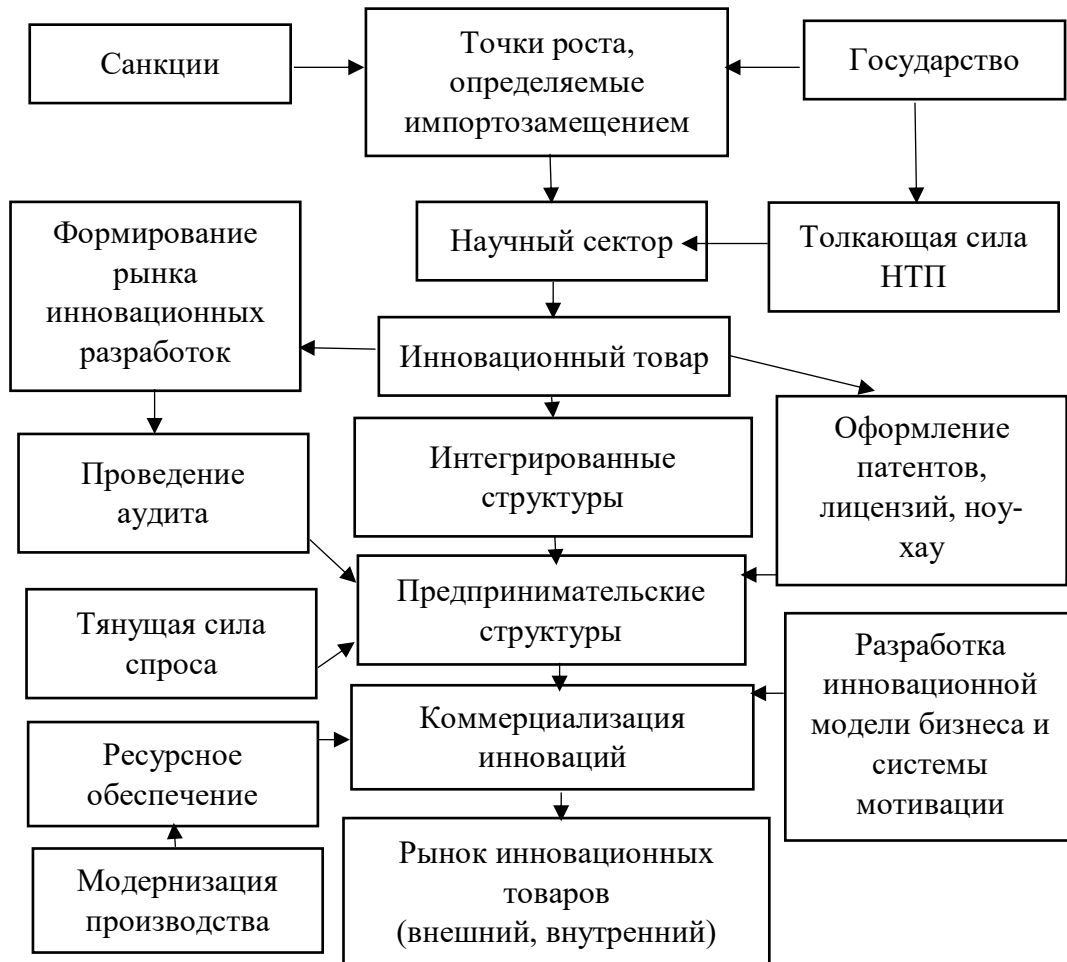 Санкции
Точки роста,
определяемые
импортозамещением
Государство
Формирование
рынка
инновационных
разработок
Научный сектор
Толкающая сила
НТП
Инновационный товар
Проведение
аудита
Интегрированные
структуры
Оформление
патентов,
лицензий, ноу-
хау
Тянущая сила
спроса
Предпринимательские
структуры
Разработка
инновационной
модели бизнеса и
системы
мотивации
Ресурсное
обеспечение
Коммерциализация
инноваций
Модернизация
производства
Рынок инновационных
товаров
(внешний, внутренний)